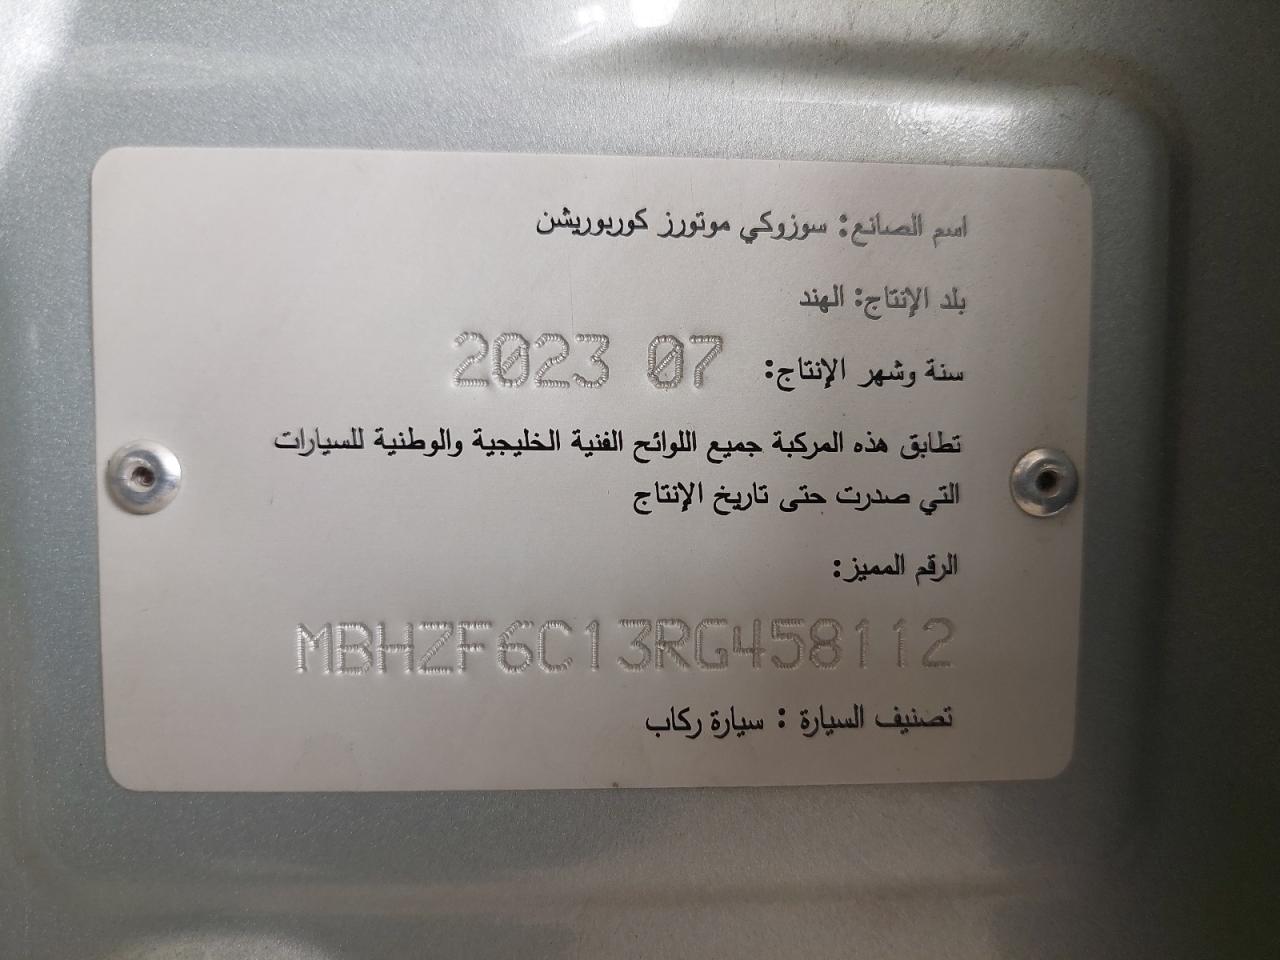 اسم الصانع: سوزوكي موتورز كوربوريشن
بلد الإنتاج: الهند
سنة وشهر الإنتاج: 2023 07
تطابق هذه المركبة جميع اللوائح الفنية الخليجية والوطنية للسيارات
التي صدرت حتى تاريخ الإنتاج
الرقم المميز:
MBHZF6C13RG458112
تصنيف السيارة : سيارة ركاب